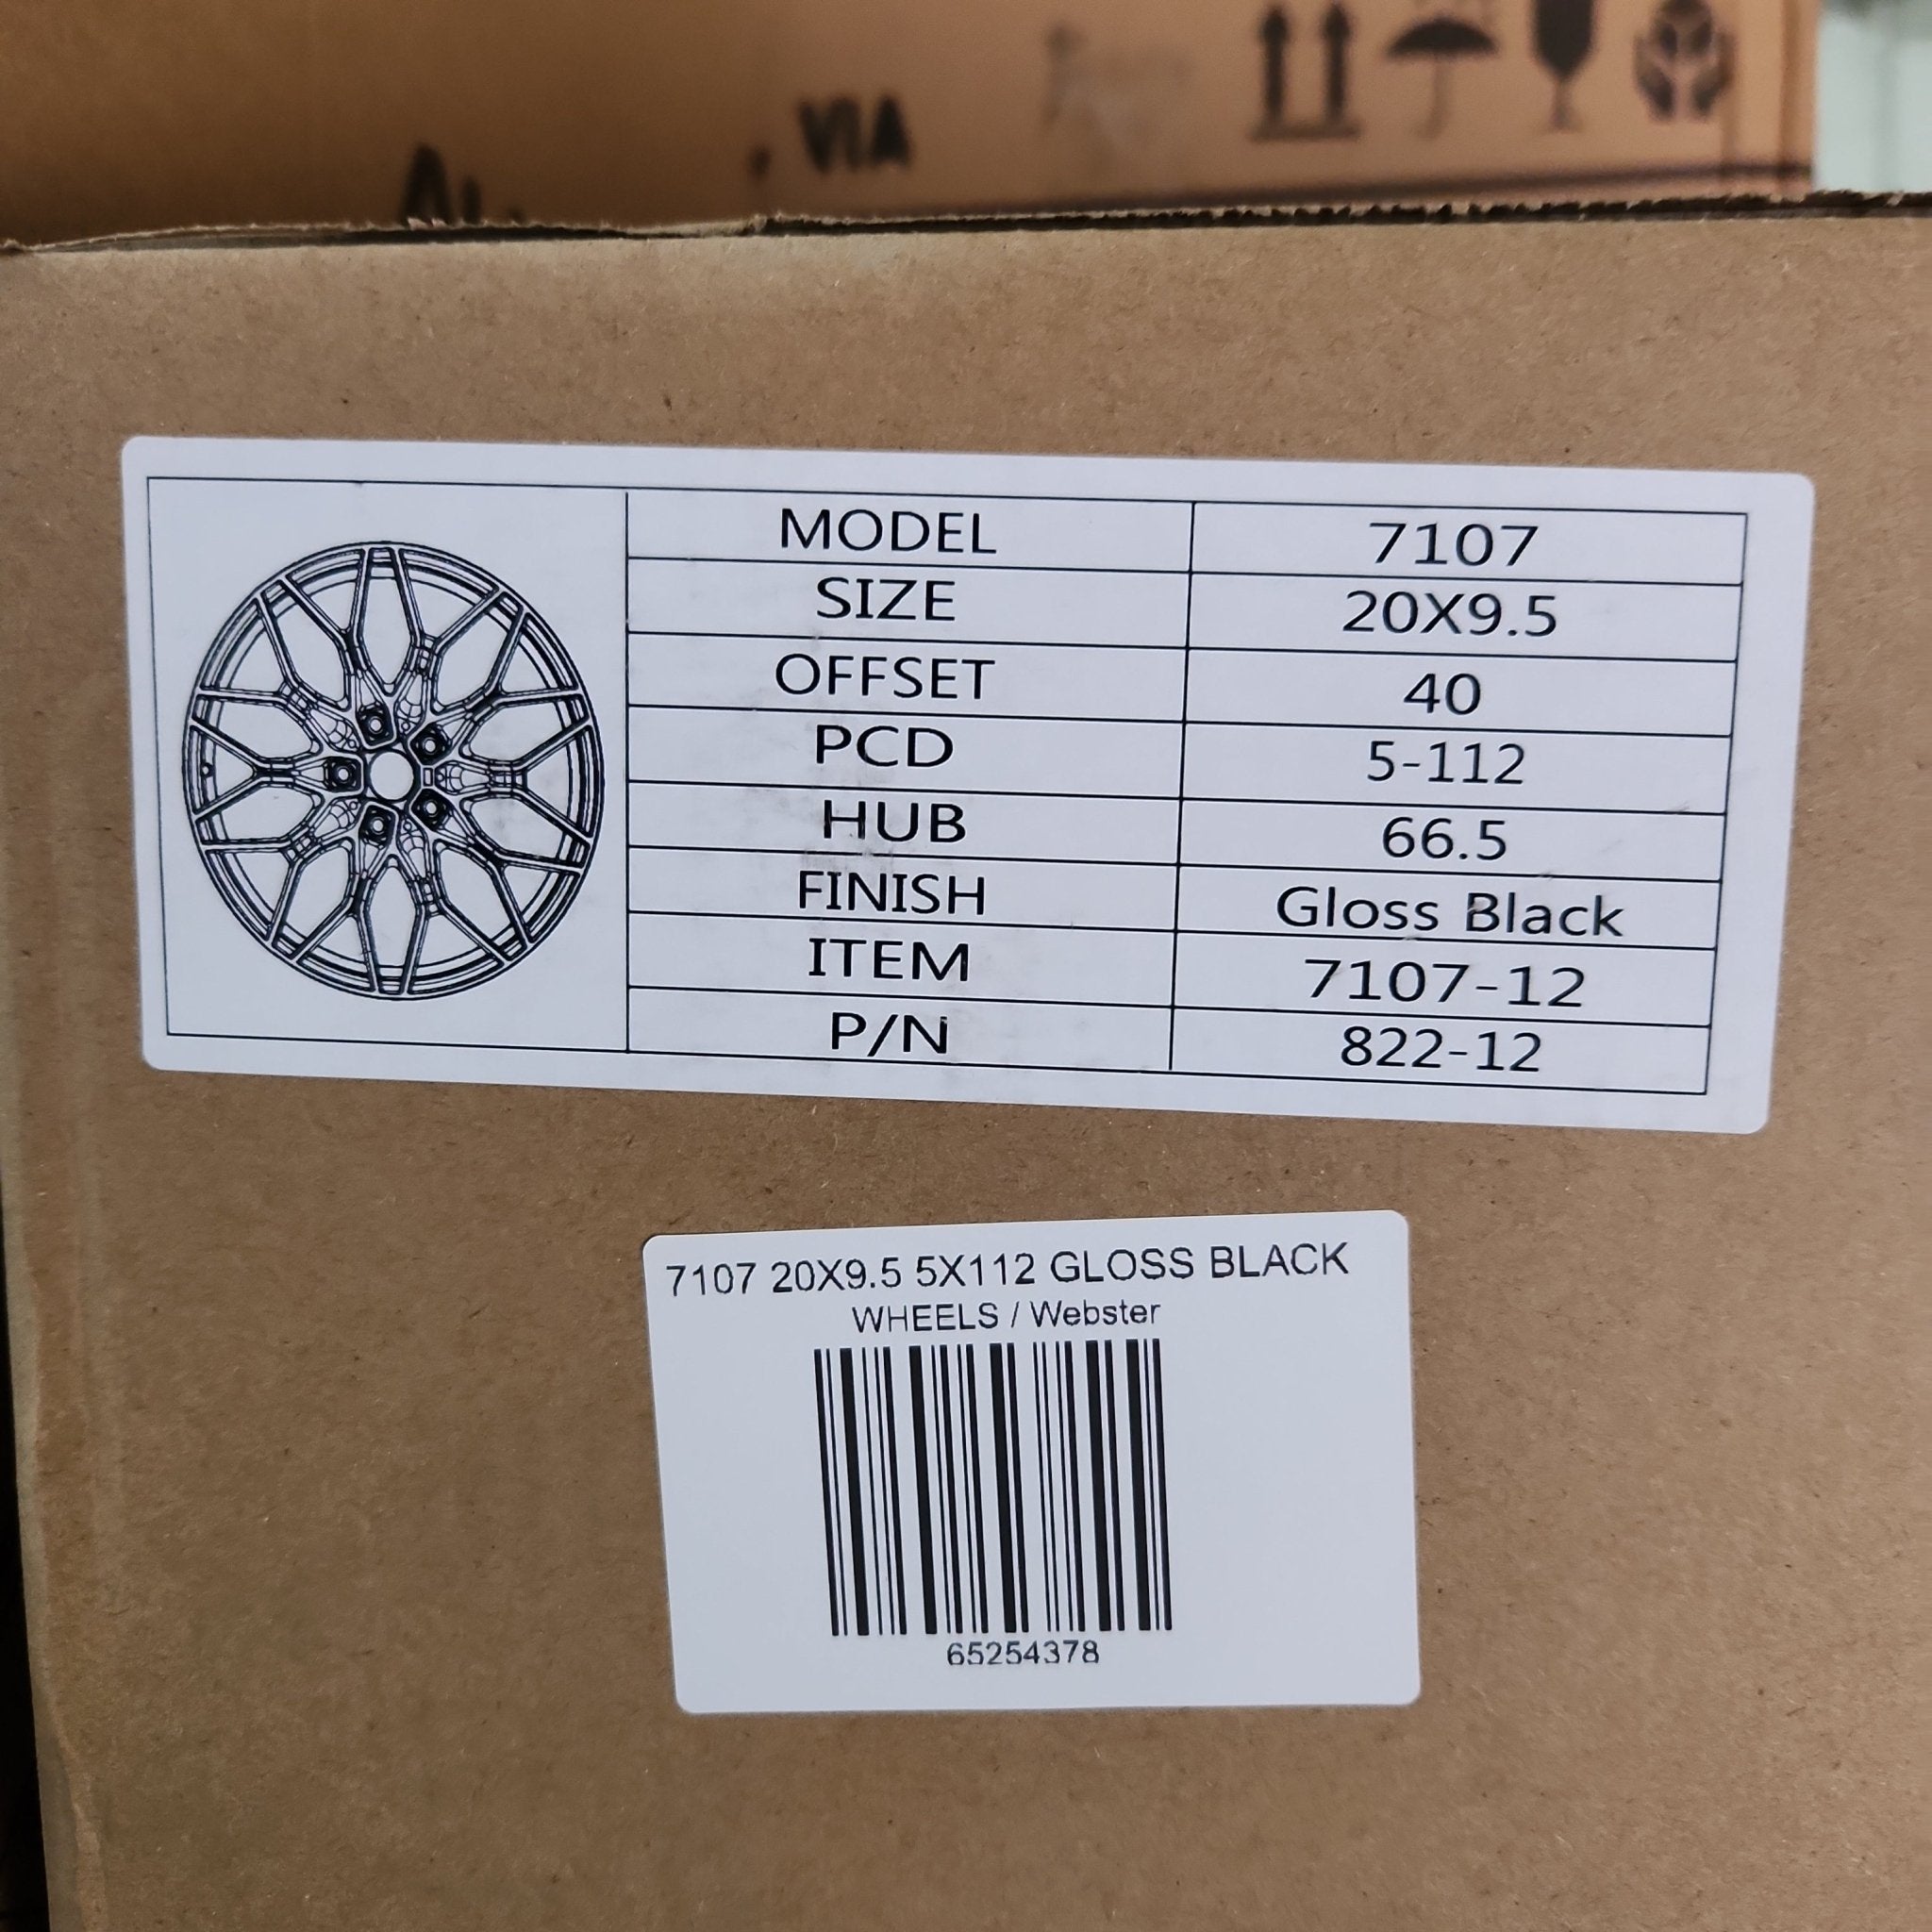 VIA
MODEL 7107
SIZE 20X9.5
OFFSET 40
PCD 5-112
HUB 66.5
FINISH Gloss Black
ITEM 7107-12
P/N 822-12
7107 20X9.5 5X112 GLOSS BLACK
WHEELS / Webster
65254378